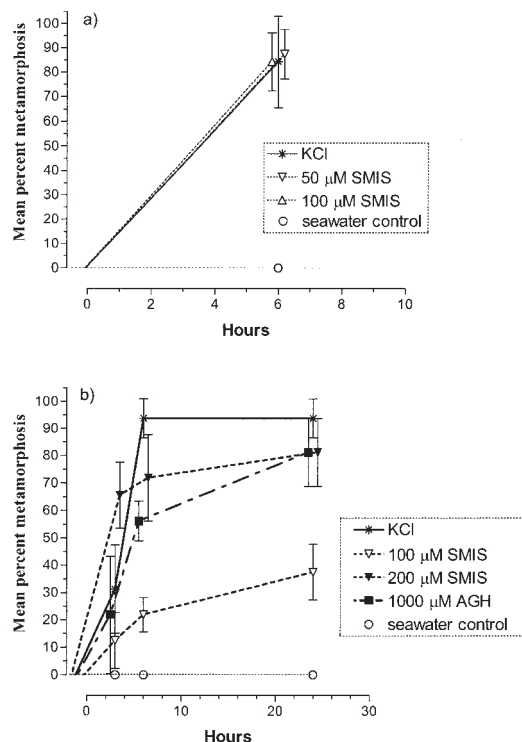 a)
100
90
80
70
60
50
40
30
20
10
0
Mean percent metamorphosis
KCl
50 µM SMIS
100 µM SMIS
seawater control
0 2 4 6 8 10
Hours
b)
100
90
80
70
60
50
40
30
20
10
0
Mean percent metamorphosis
KCl
100 µM SMIS
200 µM SMIS
1000 µM AGH
seawater control
0 10 20 30
Hours